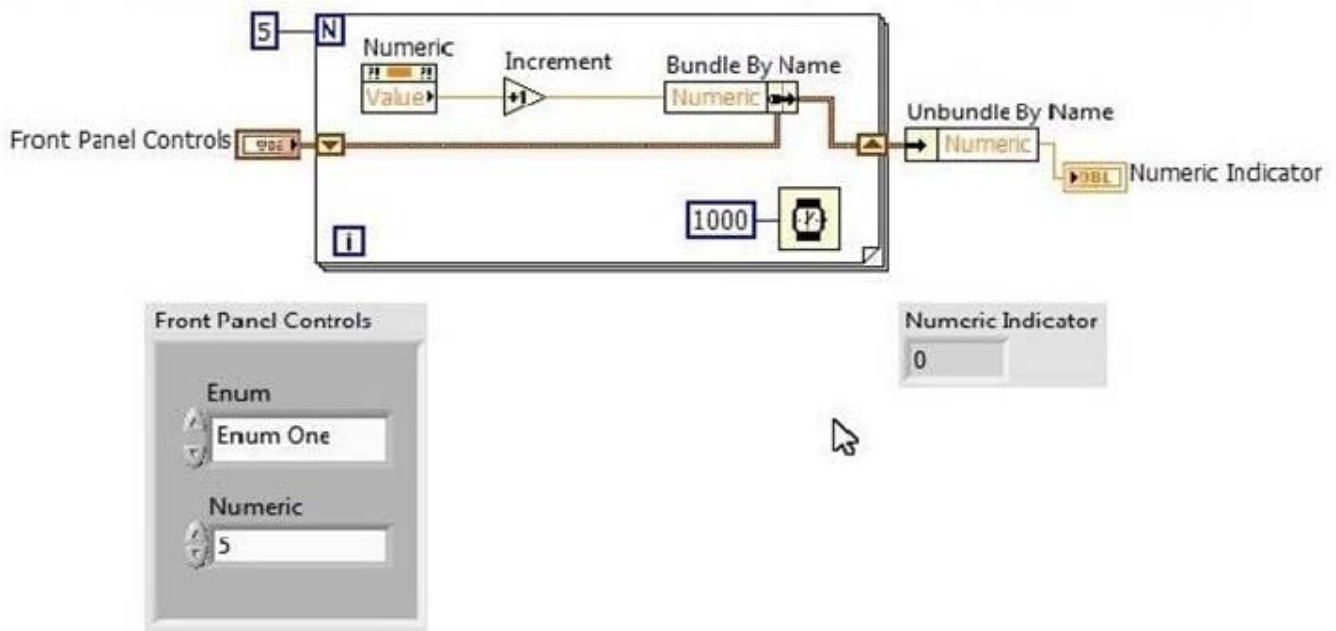 5
N
Numeric
Increment
Bundle By Name
?! ?!
Value
+1
Numeric
Unbundle By Name
Front Panel Controls
Numeric
DBL
Numeric Indicator
1000
i
Front Panel Controls
Numeric Indicator
0
Enum
Enum One
Numeric
5